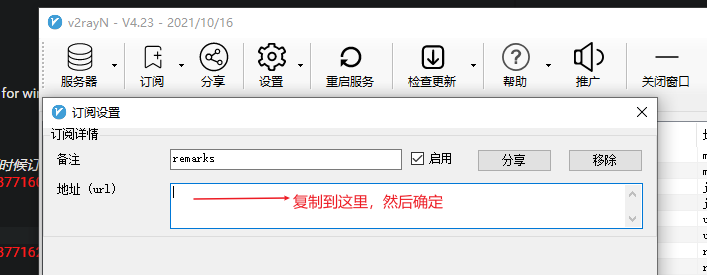 v2rayN - V4.23 - 2021/10/16
服务器 订阅 分享 设置 重启服务 检查更新 帮助 推广 关闭窗口
for win
订阅设置
订阅详情
备注 remarks 启用 分享 移除
时候订
877160
地址（url）
复制到这里，然后确定
877162